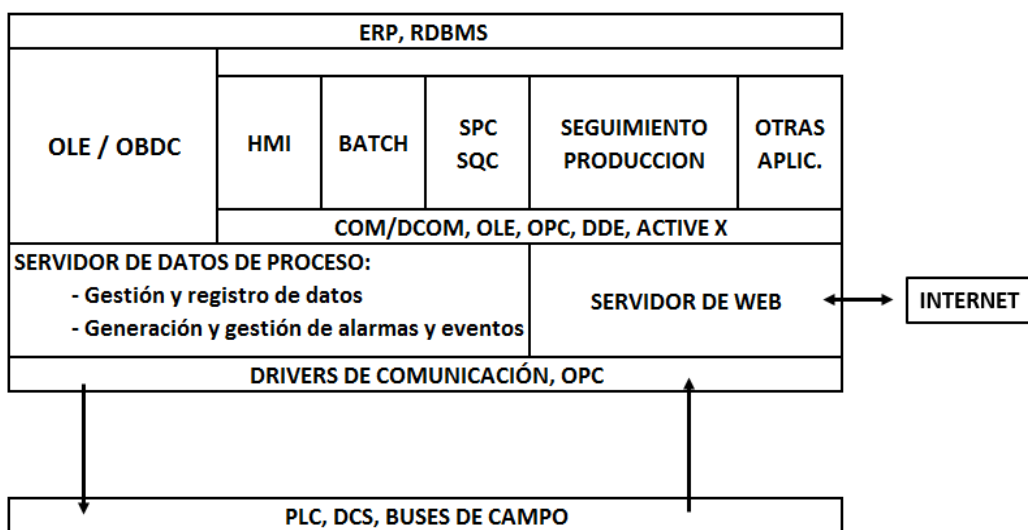 ERP, RDBMS
OLE / OBDC
HMI
BATCH
SPC
SQC
SEGUIMIENTO
PRODUCCION
OTRAS
APLIC.
COM/DCOM, OLE, OPC, DDE, ACTIVE X
SERVIDOR DE DATOS DE PROCESO:
- Gestión y registro de datos
- Generación y gestión de alarmas y eventos
SERVIDOR DE WEB
INTERNET
DRIVERS DE COMUNICACIÓN, OPC
PLC, DCS, BUSES DE CAMPO